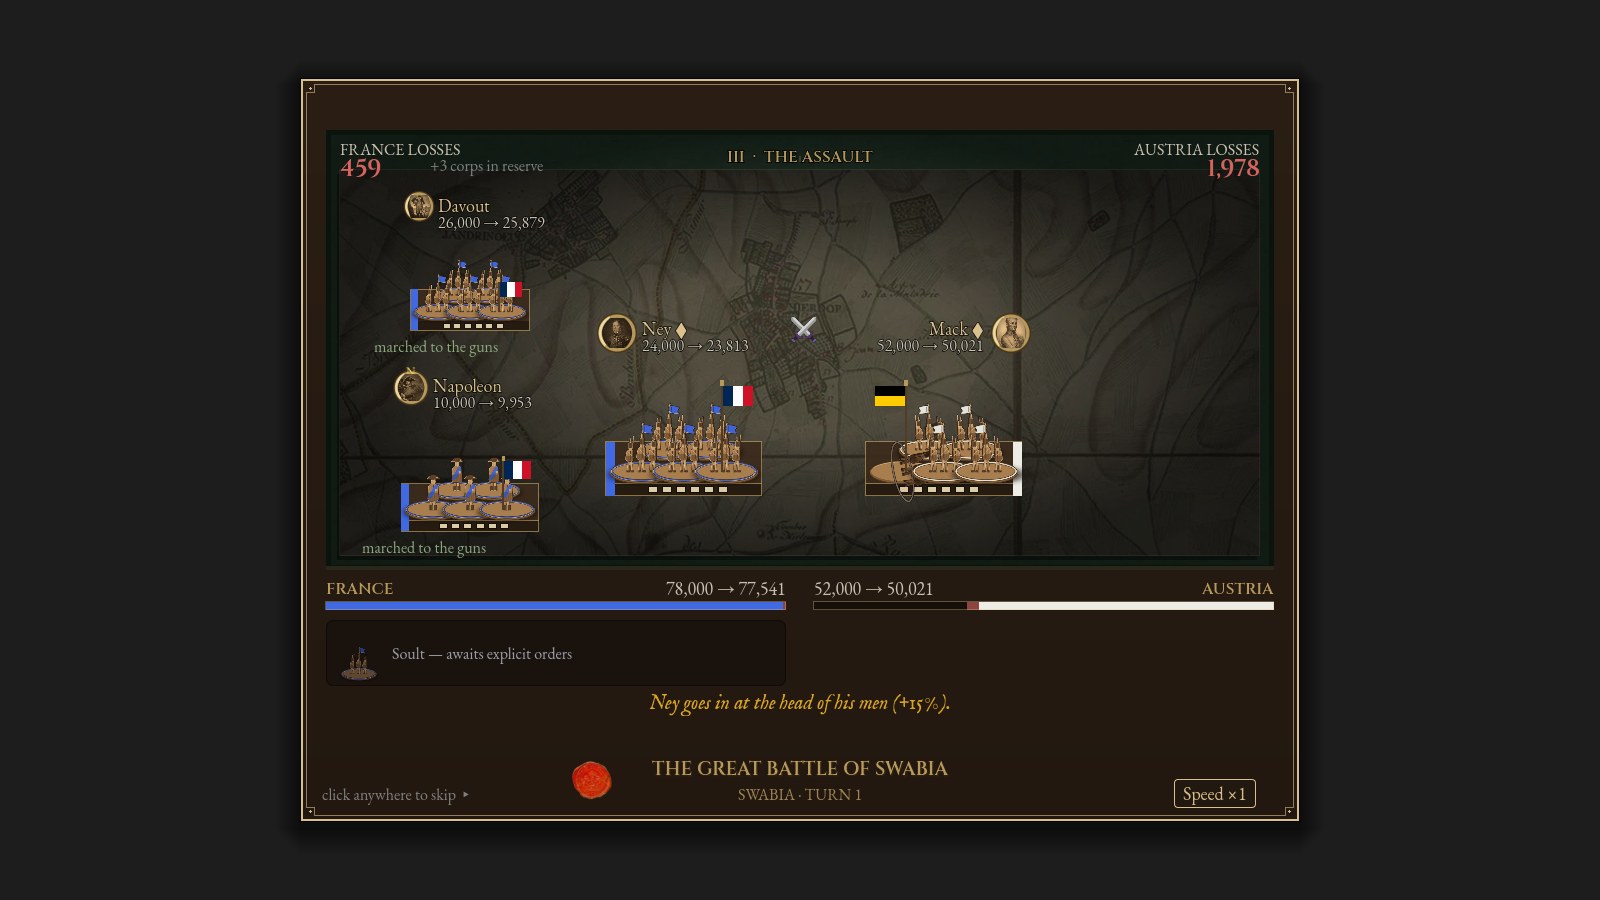 FRANCE LOSSES
459
+3 corps in reserve
III · THE ASSAULT
AUSTRIA LOSSES
1,978
Davout
26,000 → 25,879
marched to the guns
Napoleon
10,000 → 9,953
marched to the guns
Ney
24,000 → 23,813
Mack
52,000 → 50,021
FRANCE
78,000 → 77,541
52,000 → 50,021
AUSTRIA
Soult — awaits explicit orders
Ney goes in at the head of his men (+15%).
THE GREAT BATTLE OF SWABIA
SWABIA · TURN 1
click anywhere to skip ▸
Speed ×1